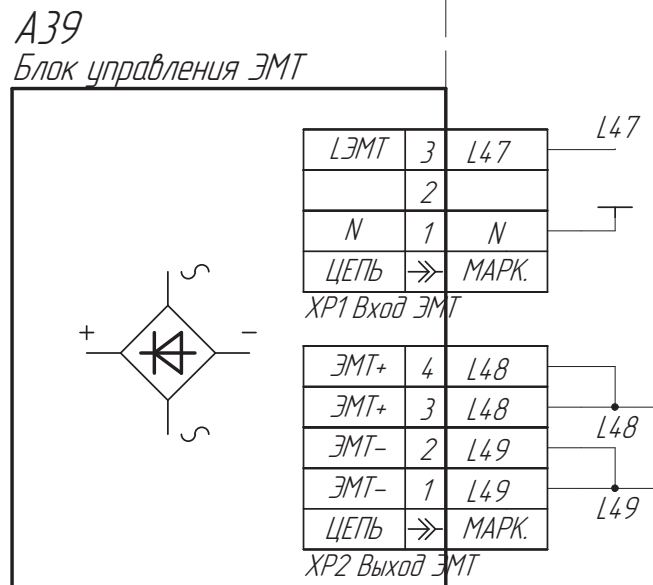 А39
Блок управления ЭМТ
LЭМТ 3 L47
L47
2
N 1 N
ЦЕПЬ МАРК.
XP1 Вход ЭМТ
+ −
ЭМТ+ 4 L48
ЭМТ+ 3 L48
L48
ЭМТ− 2 L49
ЭМТ− 1 L49
L49
ЦЕПЬ МАРК.
XP2 Выход ЭМТ